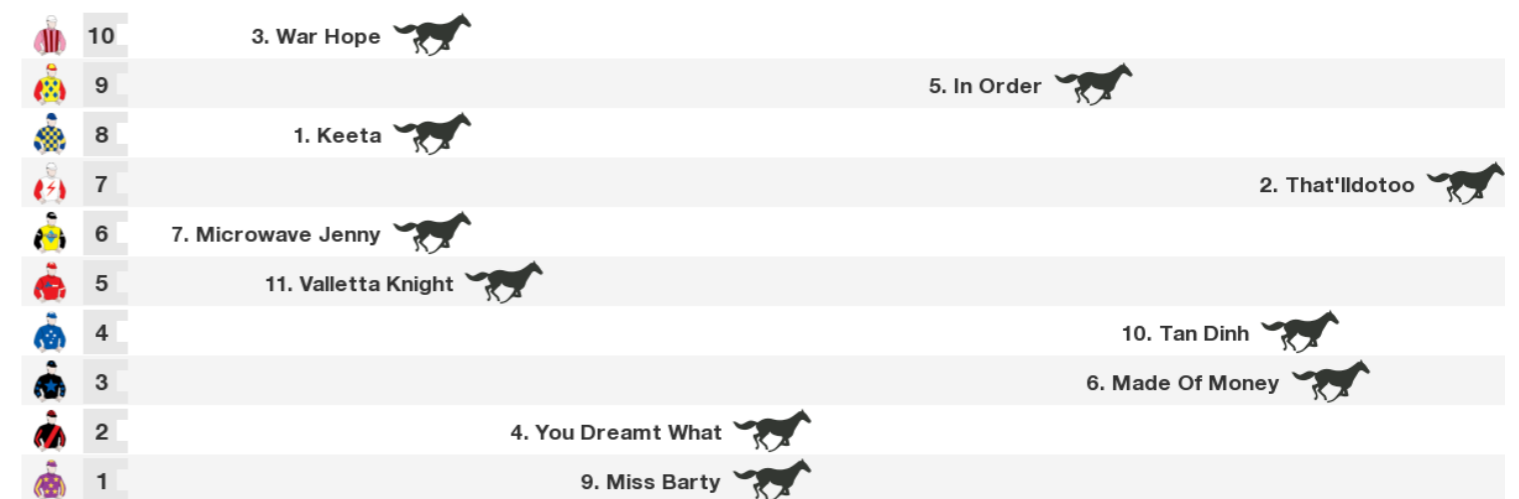 10 3. War Hope
9 5. In Order
8 1. Keeta
7 2. That'lldotoo
6 7. Microwave Jenny
5 11. Valletta Knight
4 10. Tan Dinh
3 6. Made Of Money
2 4. You Dreamt What
1 9. Miss Barty